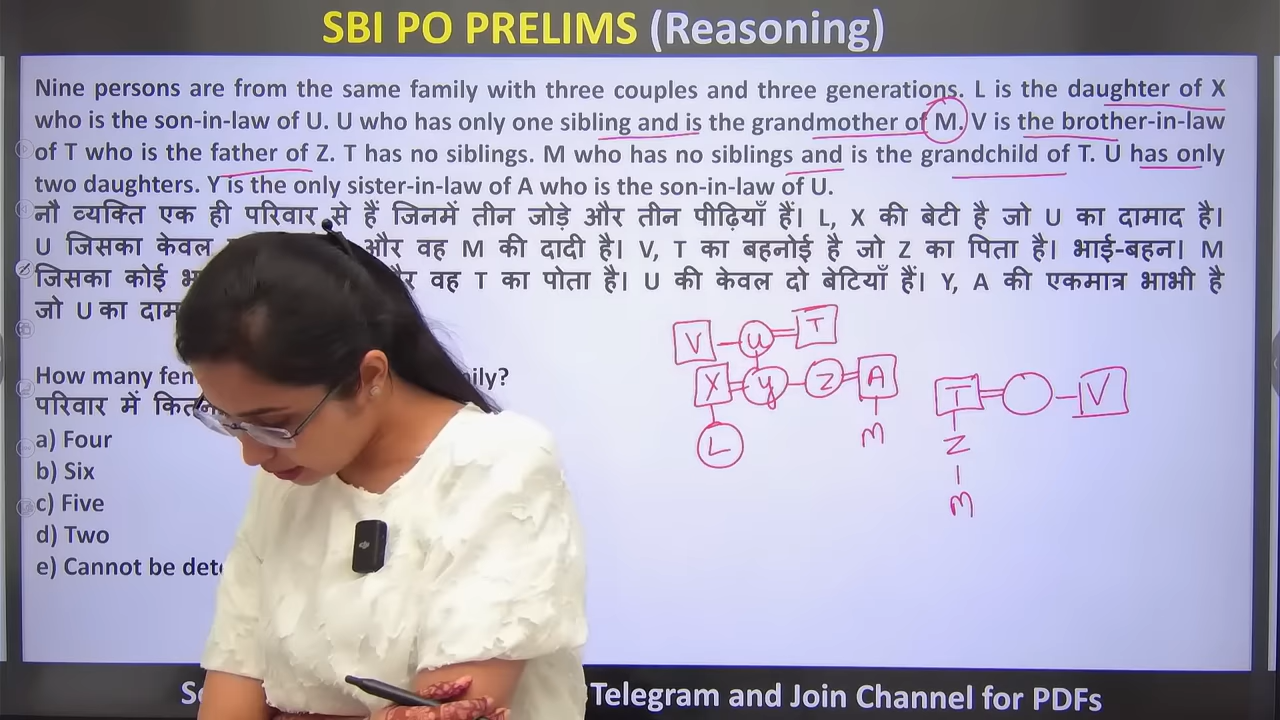 SBI PO PRELIMS (Reasoning)
Nine persons are from the same family with three couples and three generations. L is the daughter of X
who is the son-in-law of U. U who has only one sibling and is the grandmother of M. V is the brother-in-law
of T who is the father of Z. T has no siblings. M who has no siblings and is the grandchild of T. U has only
two daughters. Y is the only sister-in-law of A who is the son-in-law of U.
नौ व्यक्ति एक ही परिवार से हैं जिनमें तीन जोड़े और तीन पीढ़ियाँ हैं। L, X की बेटी है जो U का दामाद है।
U जिसका केवल और वह M की दादी है। V, T का बहनोई है जो Z का पिता है। भाई-बहन। M
जिसका कोई और वह T का पोता है। U की केवल दो बेटियाँ हैं। Y, A की एकमात्र भाभी है
जो U का
How many
परिवार में
a) Four
b) Six
c) Five
d) Two
e) Cannot be
V U T
X Y Z A
L M
T V
Z
M
Telegram and Join Channel for PDFs